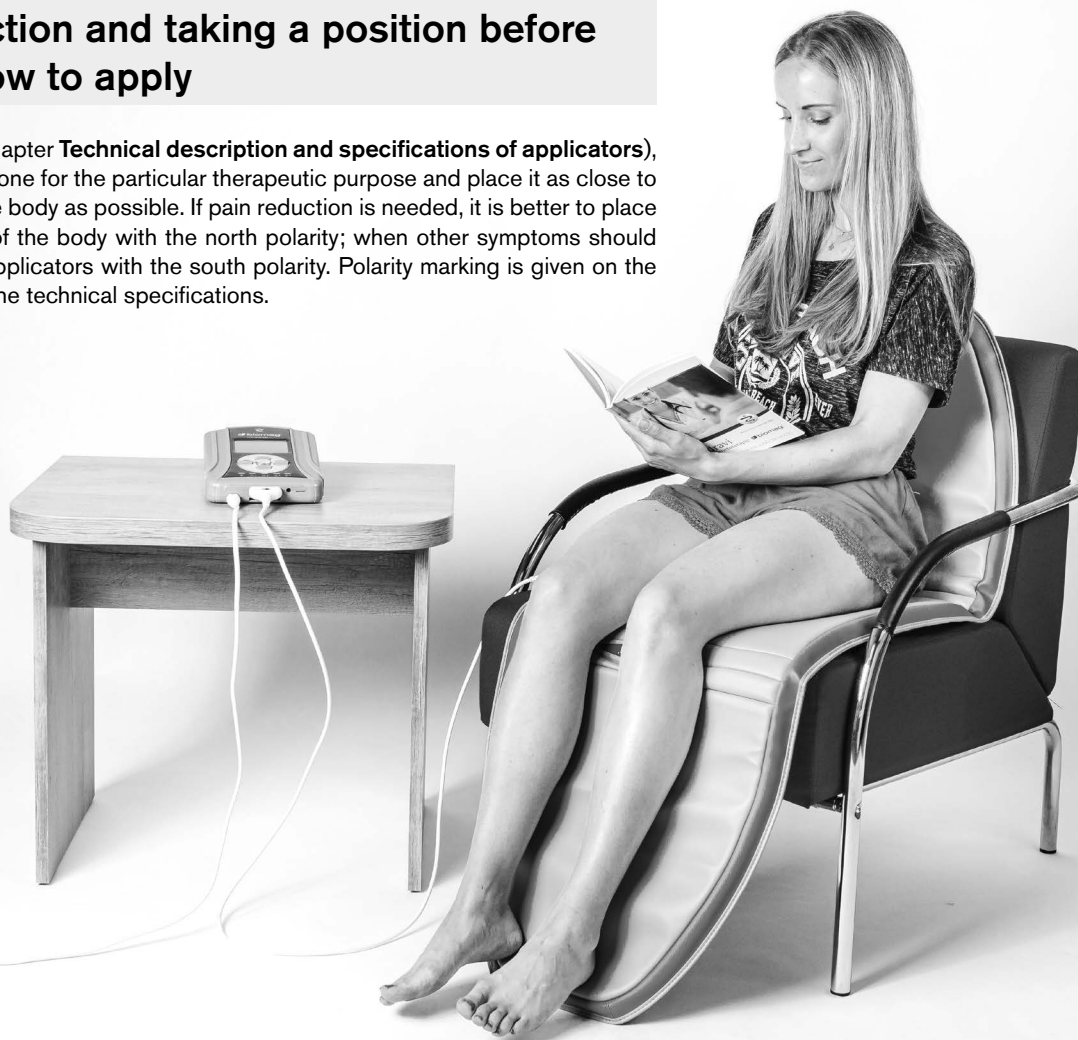 ction and taking a position before
ow to apply
apter Technical description and specifications of applicators),
one for the particular therapeutic purpose and place it as close to
e body as possible. If pain reduction is needed, it is better to place
of the body with the north polarity; when other symptoms should
pplicators with the south polarity. Polarity marking is given on the
he technical specifications.
biomag
biomag